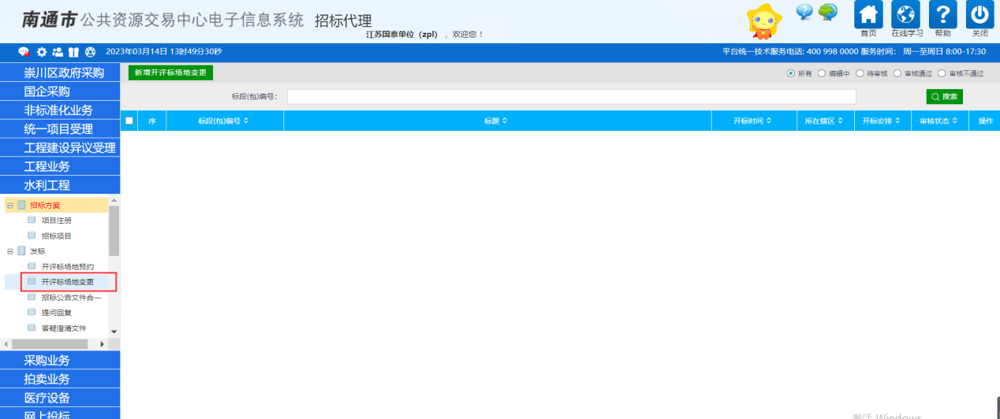 南通市公共资源交易中心电子信息系统 招标代理
江苏国泰单位（zpl） ，欢迎您！
首页 在线学习 帮助 关闭
2023年03月14日 13时49分30秒
平台统一技术服务电话: 400 998 0000 服务时间： 周一至周日 8:00-17:30
崇川区政府采购
国企采购
非标准化业务
统一项目受理
工程建设异议受理
工程业务
水利工程
招标方案
项目注册
招标项目
发标
开评标场地预约
开评标场地变更
招标公告文件合一
提问回复
答疑澄清文件
采购业务
拍卖业务
医疗设备
网上投标
新增开评标场地变更
所有 编辑中 待审核 审核通过 审核不通过
标段(包)编号：
搜索
序 标段(包)编号 标题 开标时间 所在辖区 开标安排 审核状态 操作
激活 Windows